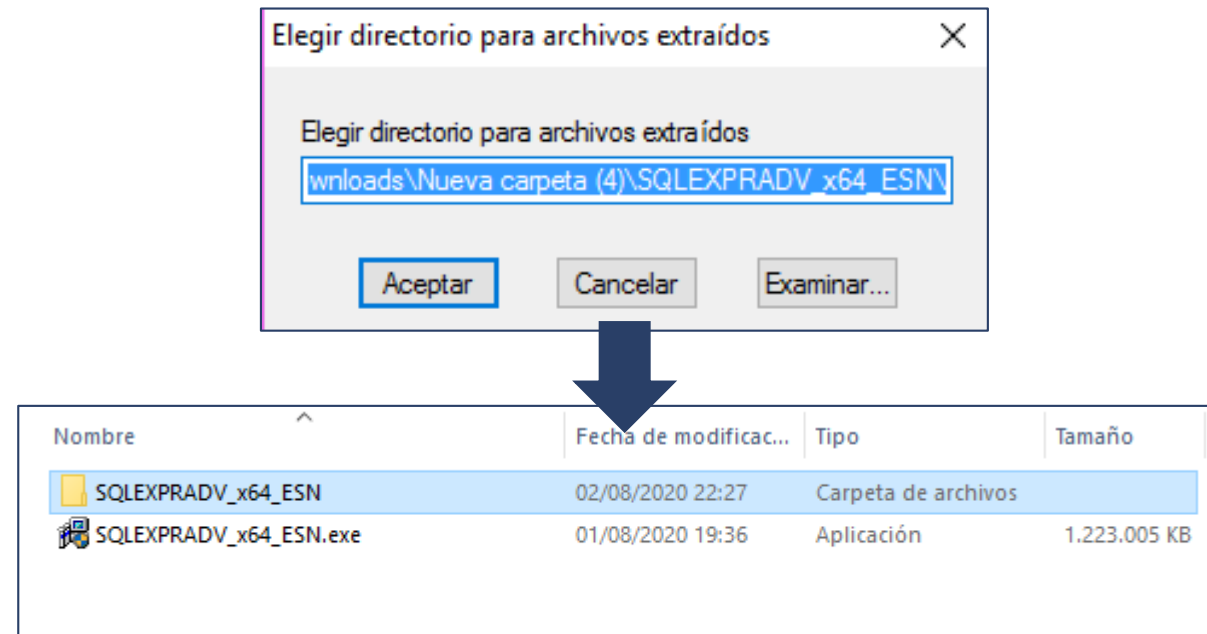 Elegir directorio para archivos extraídos
Elegir directorio para archivos extraídos
wnloads\Nueva carpeta (4)\SQLEXPRADV_x64_ESN\
Aceptar Cancelar Examinar...
Nombre Fecha de modificac... Tipo Tamaño
SQLEXPRADV_x64_ESN 02/08/2020 22:27 Carpeta de archivos
SQLEXPRADV_x64_ESN.exe 01/08/2020 19:36 Aplicación 1.223.005 KB